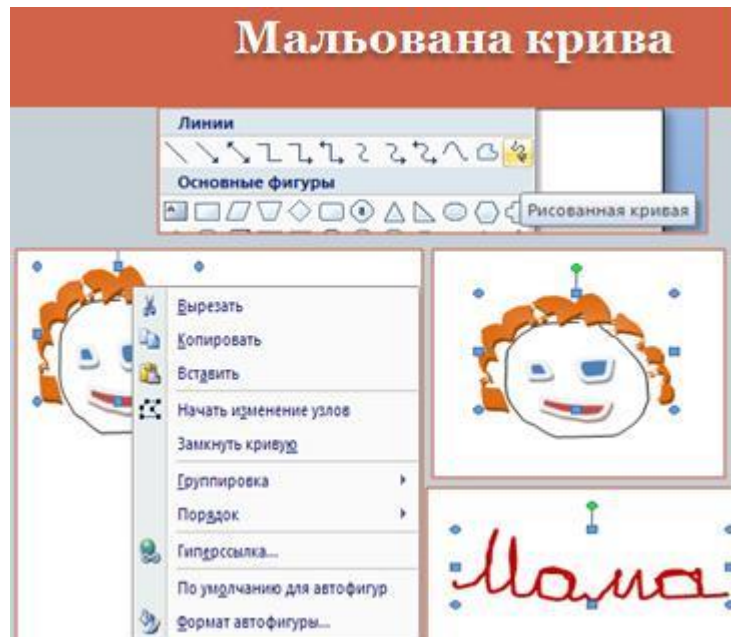 Мальована крива
Линии
Основные фигуры
Рисованная кривая
Вырезать
Копировать
Вставить
Начать изменение узлов
Замкнуть кривую
Группировка
Порядок
Гиперссылка...
По умолчанию для автофигур
Формат автофигуры...
Мама